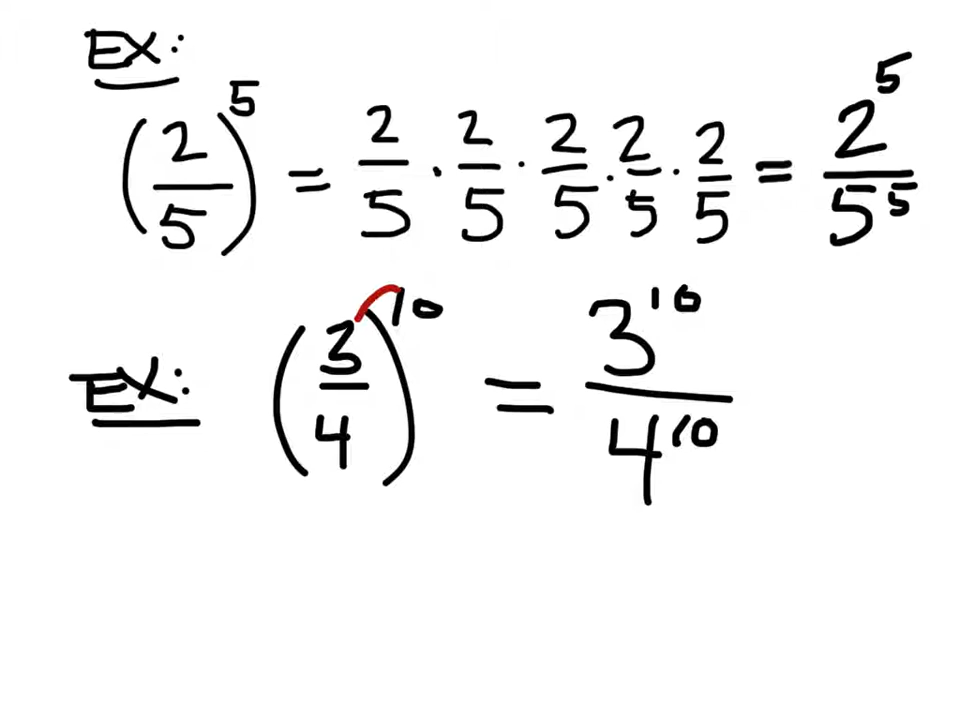 EX:
(2/5)^5 = 2/5 · 2/5 · 2/5 · 2/5 · 2/5 = 2^5/5^5
EX: (3/4)^10 = 3^10/4^10